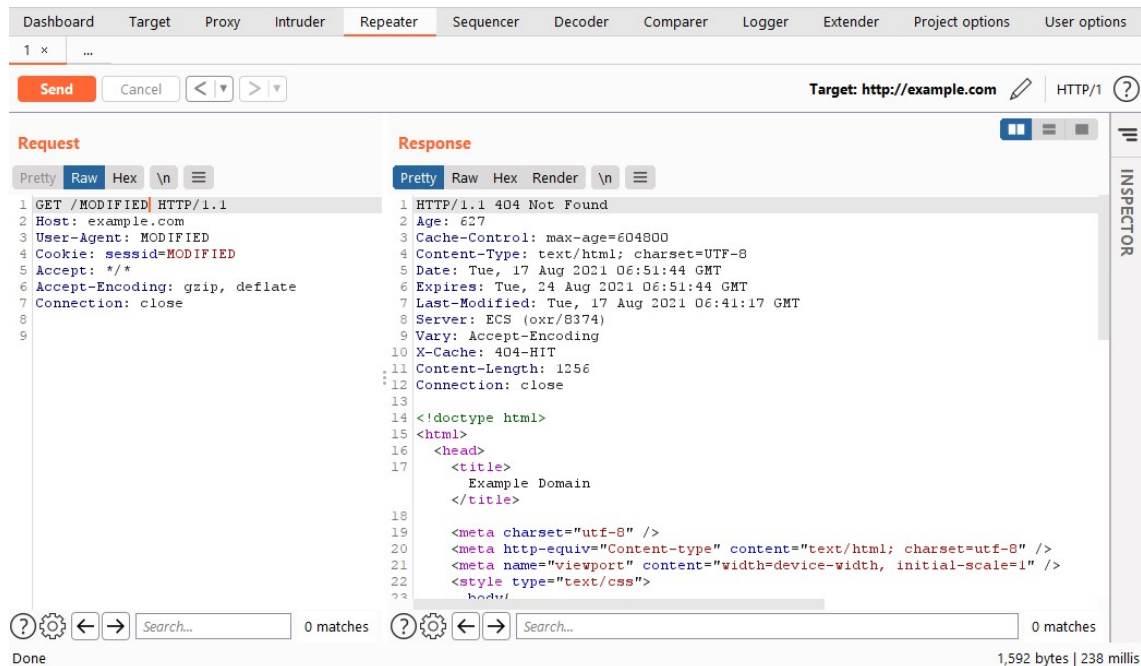 Dashboard Target Proxy Intruder Repeater Sequencer Decoder Comparer Logger Extender Project options User options
1 × ...
Send Cancel < > Target: http://example.com HTTP/1 ?
Request
Pretty Raw Hex \n
1 GET /MODIFIED HTTP/1.1
2 Host: example.com
3 User-Agent: MODIFIED
4 Cookie: sessid=MODIFIED
5 Accept: */*
6 Accept-Encoding: gzip, deflate
7 Connection: close
8
9
? Search... 0 matches
Response
Pretty Raw Hex Render \n
1 HTTP/1.1 404 Not Found
2 Age: 627
3 Cache-Control: max-age=604800
4 Content-Type: text/html; charset=UTF-8
5 Date: Tue, 17 Aug 2021 06:51:44 GMT
6 Expires: Tue, 24 Aug 2021 06:51:44 GMT
7 Last-Modified: Tue, 17 Aug 2021 06:41:17 GMT
8 Server: ECS (oxr/8374)
9 Vary: Accept-Encoding
10 X-Cache: 404-HIT
11 Content-Length: 1256
12 Connection: close
13
14 <!doctype html>
15 <html>
16 <head>
17 <title>
Example Domain
</title>
18
19 <meta charset="utf-8" />
20 <meta http-equiv="Content-type" content="text/html; charset=utf-8" />
21 <meta name="viewport" content="width=device-width, initial-scale=1" />
22 <style type="text/css">
23 body{
? Search... 0 matches
INSPECTOR
Done 1,592 bytes | 238 millis